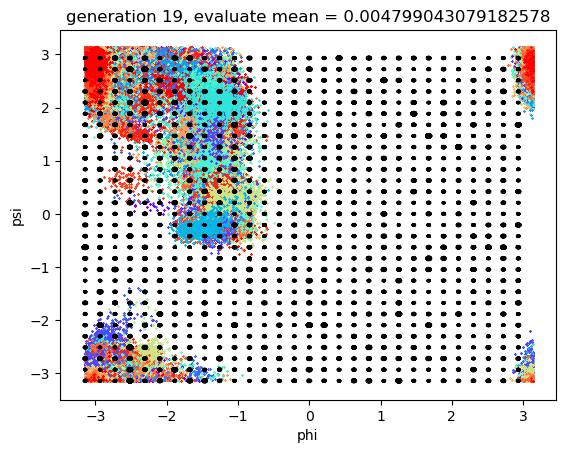 generation 19, evaluate mean = 0.004799043079182578
3
2
1
0
−1
−2
−3
psi
−3 −2 −1 0 1 2 3
phi